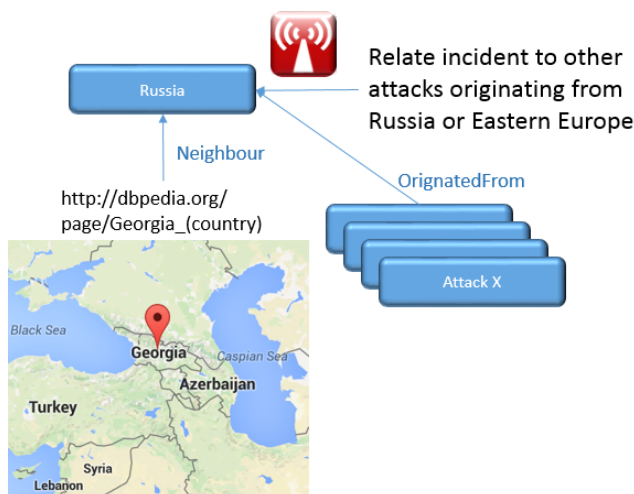 Russia
Relate incident to other
attacks originating from
Russia or Eastern Europe
Neighbour
OrignatedFrom
http://dbpedia.org/
page/Georgia_(country)
Attack X
Black Sea
Georgia
Caspian Sea
Azerbaijan
Turkey
Syria
Lebanon